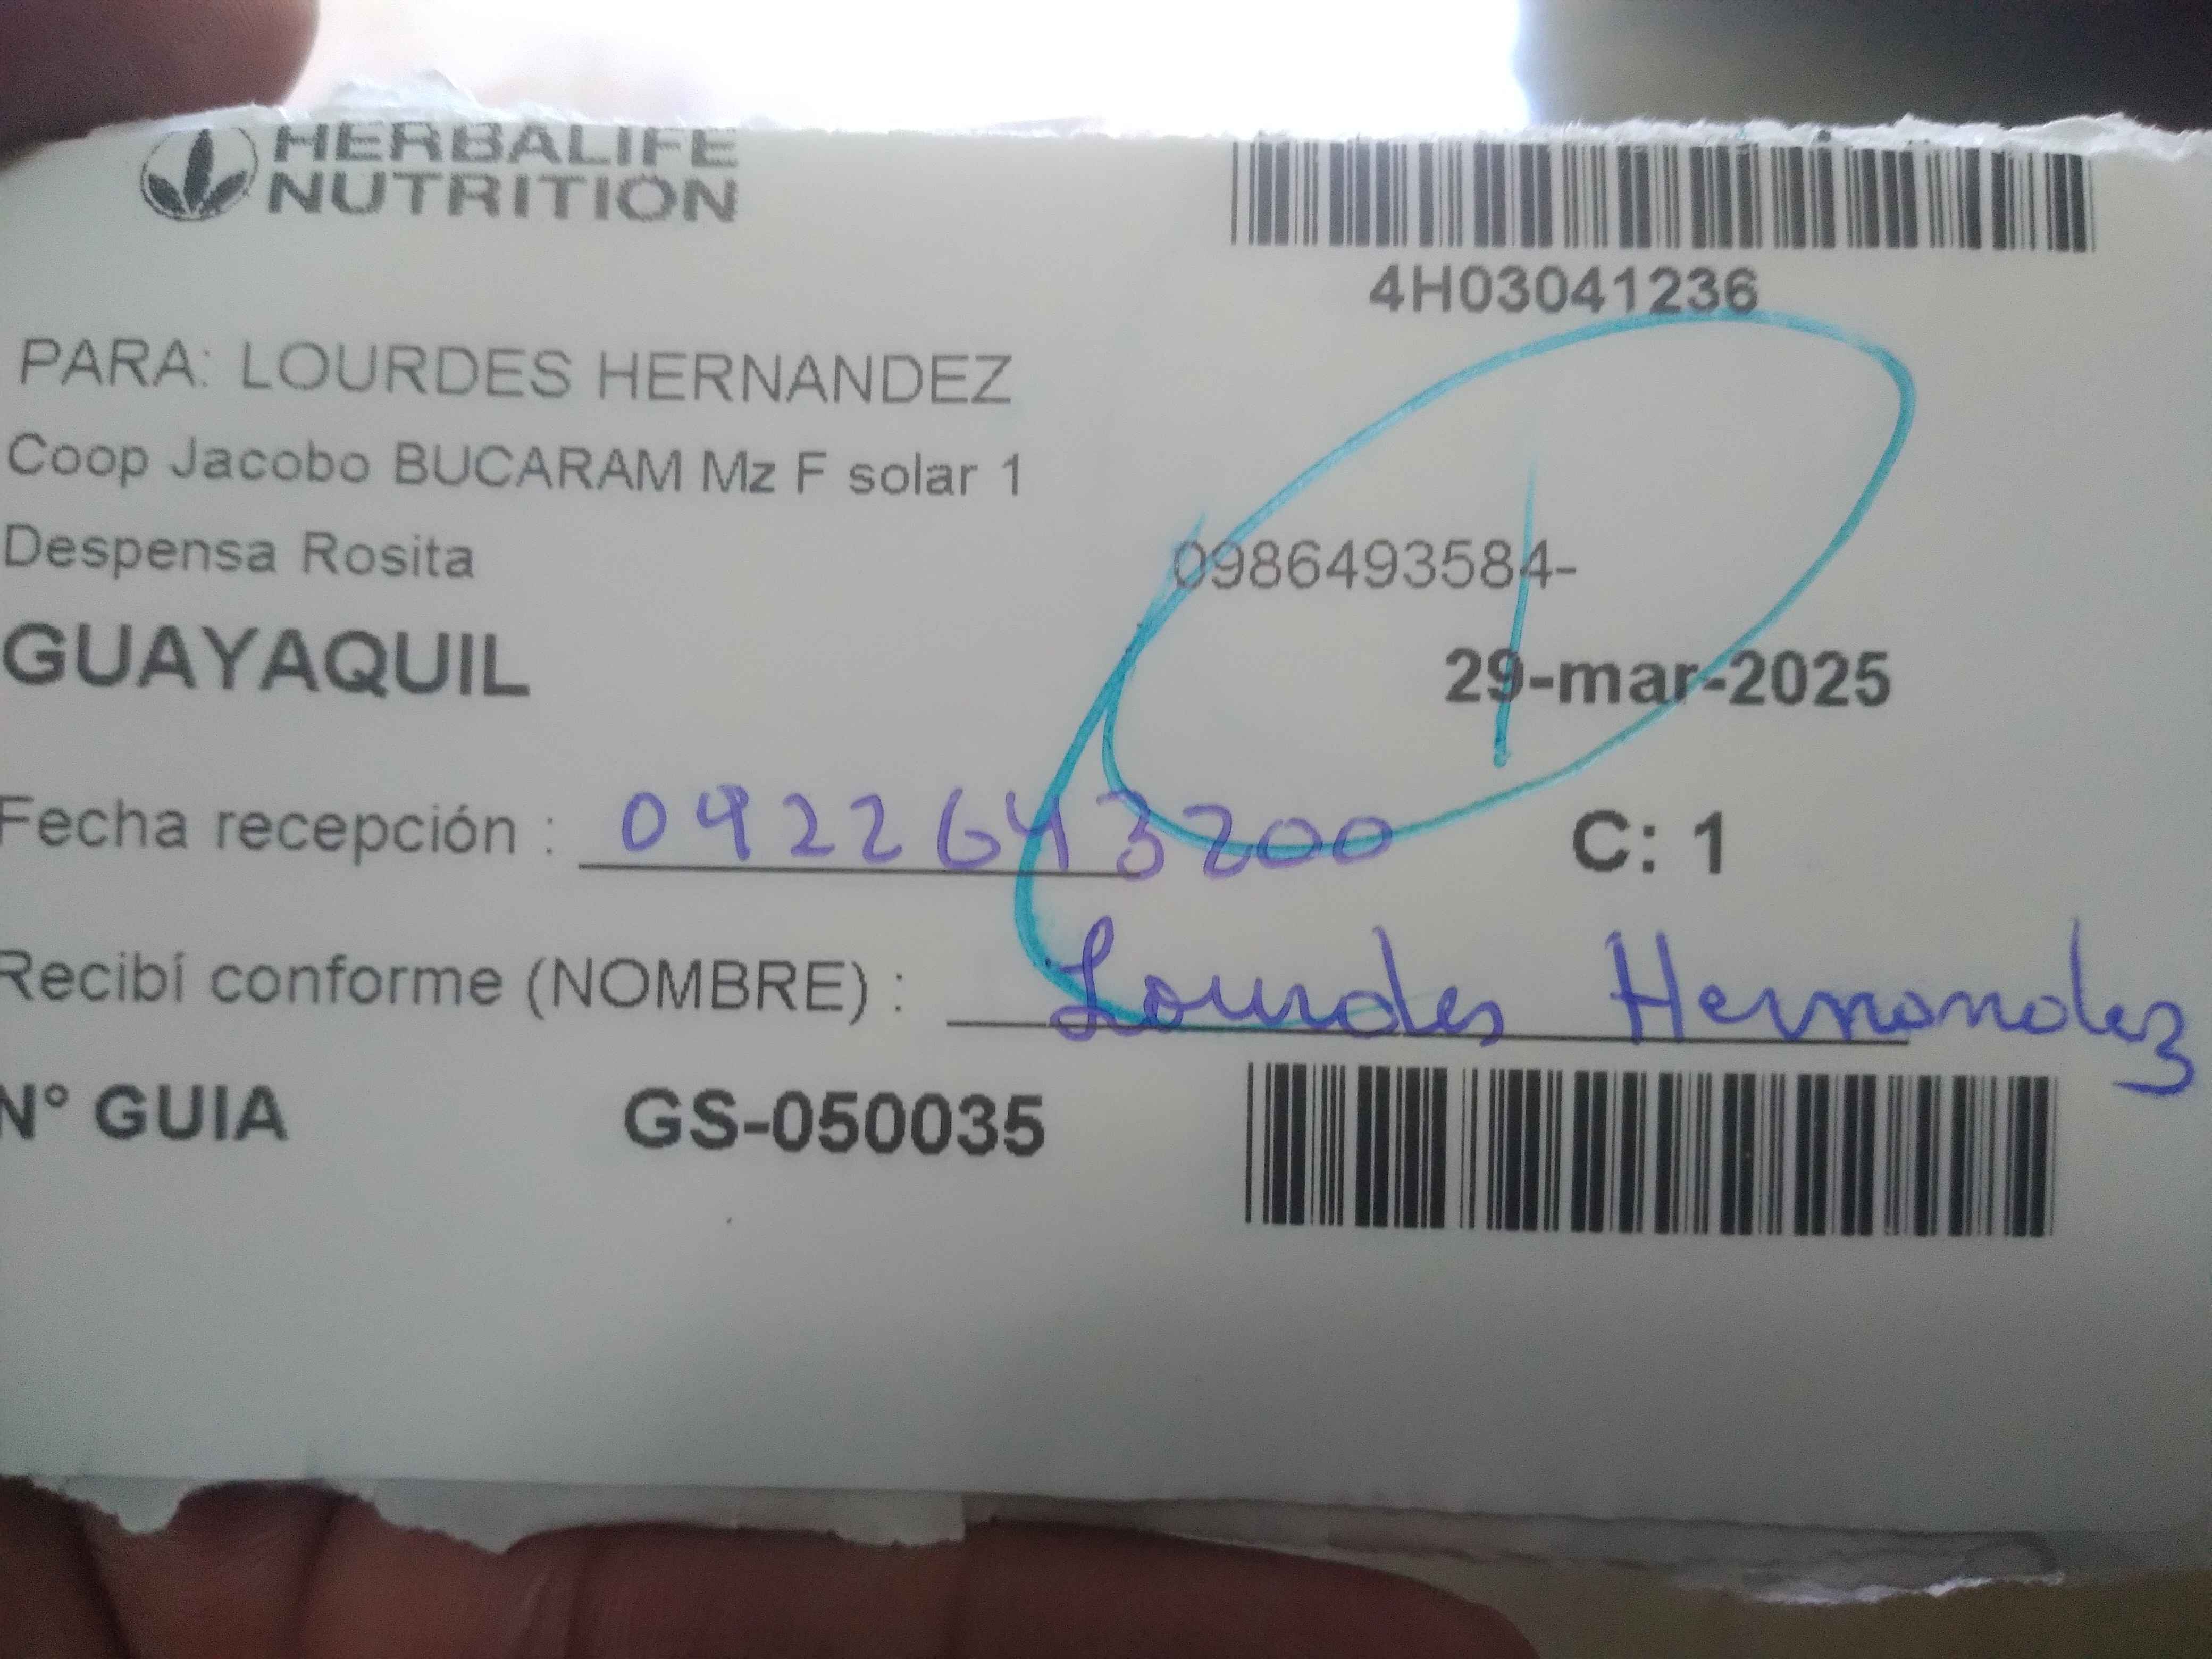 HERBALIFE
NUTRITION
4H03041236
PARA: LOURDES HERNANDEZ
Coop Jacobo BUCARAM Mz F solar 1
Despensa Rosita
0986493584-
GUAYAQUIL
29-mar-2025
Fecha recepción : 0922643200
C: 1
Recibí conforme (NOMBRE) : Lourdes Hernandez
N° GUIA GS-050035